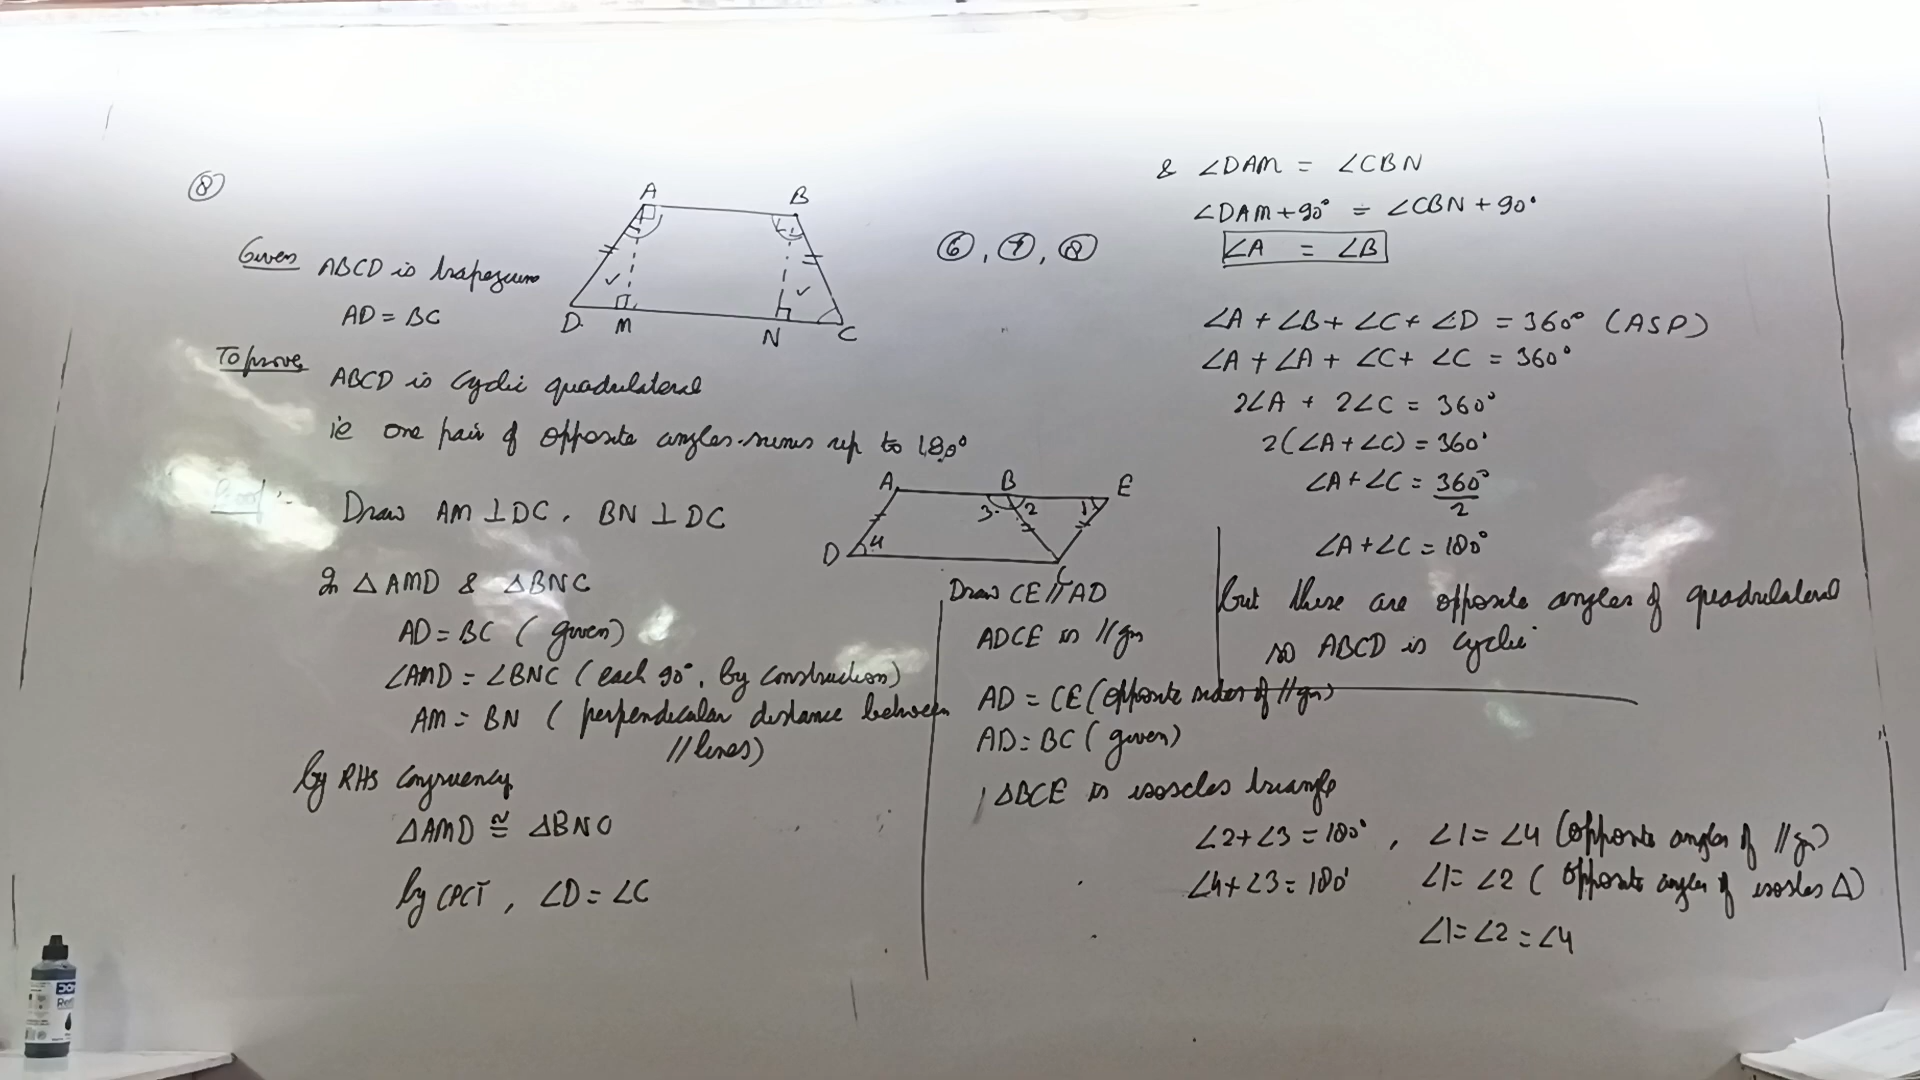 8
A B
D M N C
Given ABCD is trapezium
AD = BC
To prove ABCD is cyclic quadrilateral
ie one pair of opposite angles sums up to 180°
Proof :- Draw AM ⊥ DC, BN ⊥ DC
In △AMD & △BNC
AD = BC (given)
∠AMD = ∠BNC (each 90°, by construction)
AM = BN (perpendicular distance between
// lines)
by RHS congruency
△AMD ≅ △BNC
by CPCT, ∠D = ∠C
6, 7, 8
& ∠DAM = ∠CBN
∠DAM + 90° = ∠CBN + 90°
∠A = ∠B
∠A + ∠B + ∠C + ∠D = 360° (ASP)
∠A + ∠A + ∠C + ∠C = 360°
2∠A + 2∠C = 360°
2(∠A + ∠C) = 360°
∠A + ∠C = 360°/2
∠A + ∠C = 180°
but these are opposite angles of quadrilateral
so ABCD is cyclic
A B E
3 2 1
D 4 C
Draw CE // AD
ADCE is //gm
AD = CE (opposite sides of //gm)
AD = BC (given)
△BCE is isoscles triangle
∠2 + ∠3 = 180°, ∠1 = ∠4 (opposite angles of //gm)
∠4 + ∠3 = 180° ∠1 = ∠2 (opposite angles of isosles △)
∠1 = ∠2 = ∠4